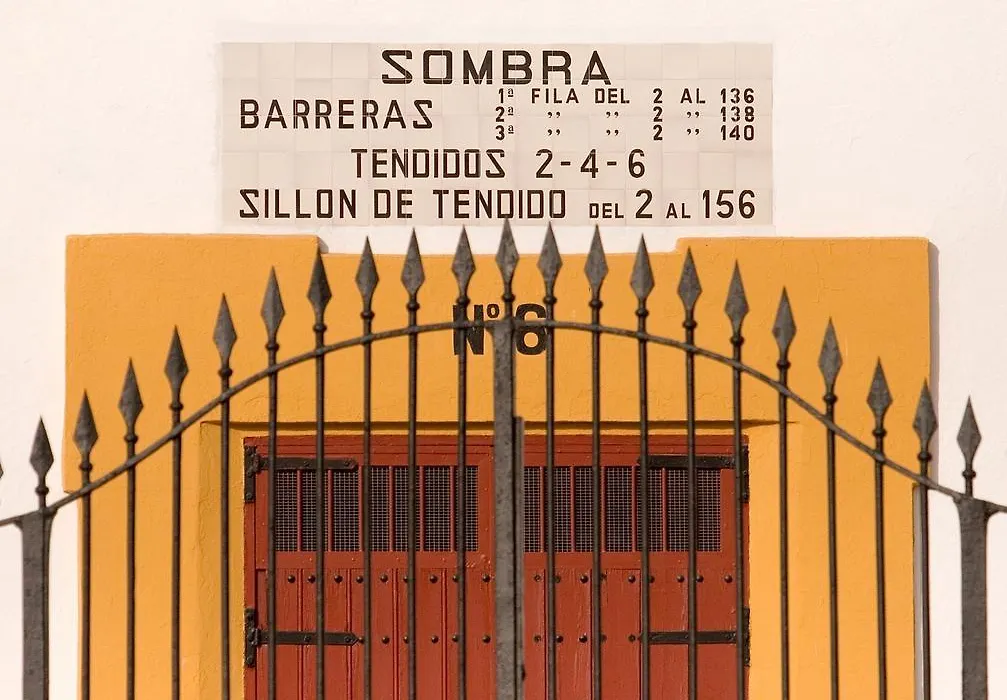 SOMBRA
BARRERAS 1ª FILA DEL 2 AL 136
2ª ,, ,, 2 ,, 138
3ª ,, ,, 2 ,, 140
TENDIDOS 2-4-6
SILLON DE TENDIDO DEL 2 AL 156
Nº 6